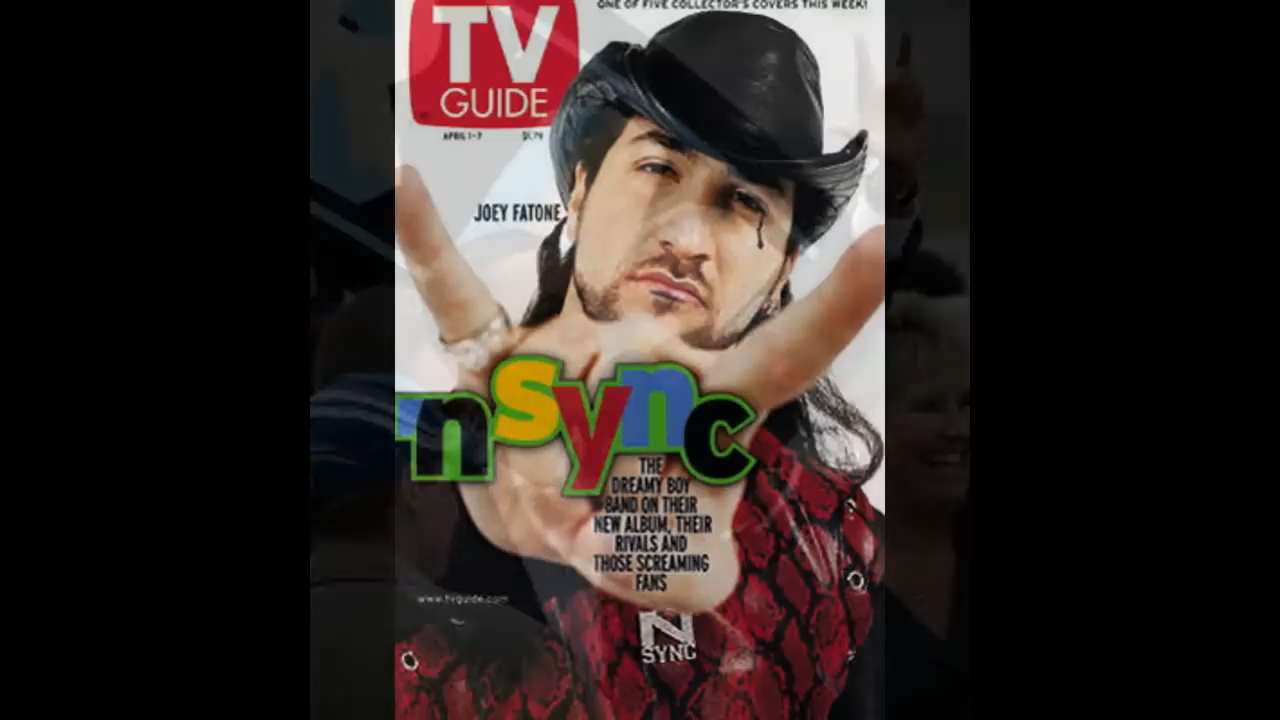 ONE OF FIVE COLLECTOR'S COVERS THIS WEEK!
TV
GUIDE
APRIL 1-7 $1.79
JOEY FATONE
'n sync
THE
DREAMY BOY
BAND ON THEIR
NEW ALBUM, THEIR
RIVALS AND
THOSE SCREAMING
FANS
www.tvguide.com
N
SYNC